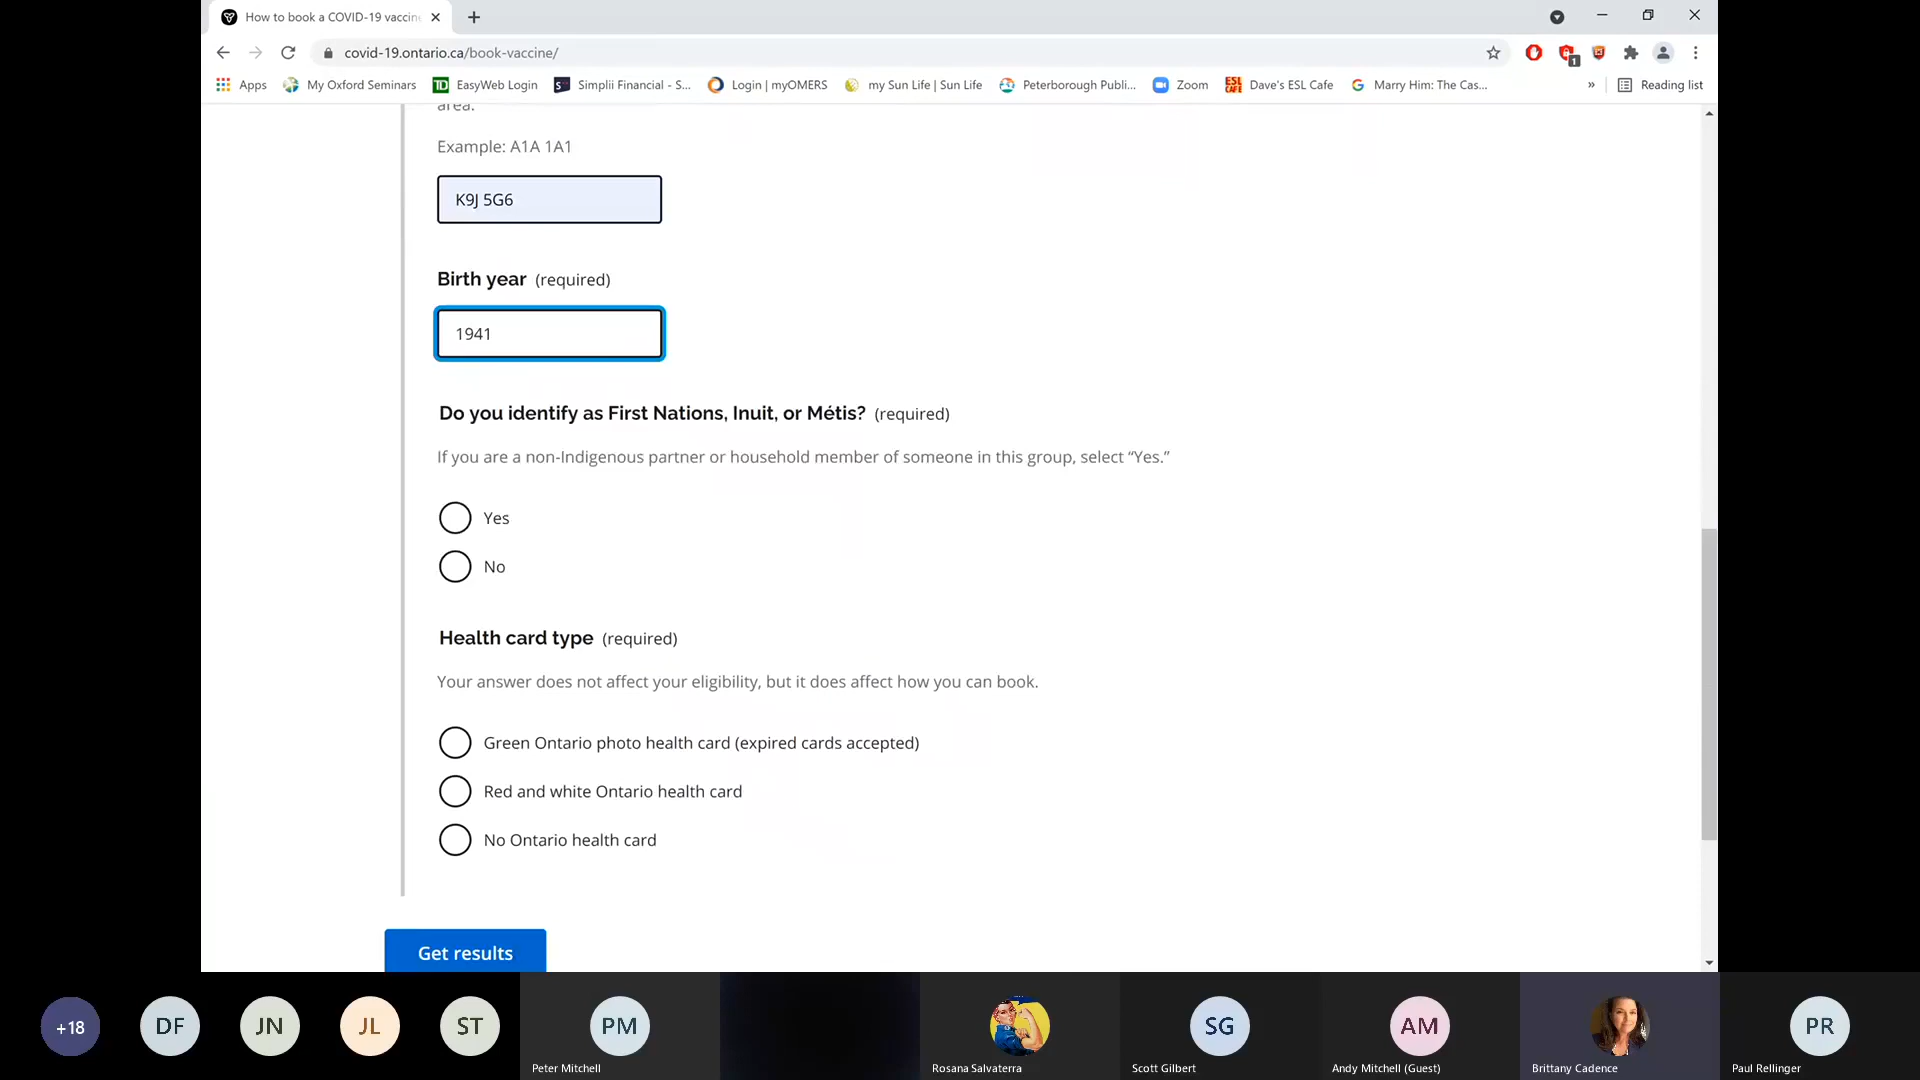 How to book a COVID-19 vaccin
covid-19.ontario.ca/book-vaccine/
1
Apps My Oxford Seminars TD EasyWeb Login Simplii Financial - S... Login | myOMERS my Sun Life | Sun Life Peterborough Publi... Zoom ESL CAFE Dave's ESL Cafe Marry Him: The Cas... » Reading list
area.
Example: A1A 1A1
K9J 5G6
Birth year (required)
1941
Do you identify as First Nations, Inuit, or Métis? (required)
If you are a non-Indigenous partner or household member of someone in this group, select “Yes.”
Yes
No
Health card type (required)
Your answer does not affect your eligibility, but it does affect how you can book.
Green Ontario photo health card (expired cards accepted)
Red and white Ontario health card
No Ontario health card
Get results
+18 DF JN JL ST PM SG AM PR
Peter Mitchell Rosana Salvaterra Scott Gilbert Andy Mitchell (Guest) Brittany Cadence Paul Rellinger